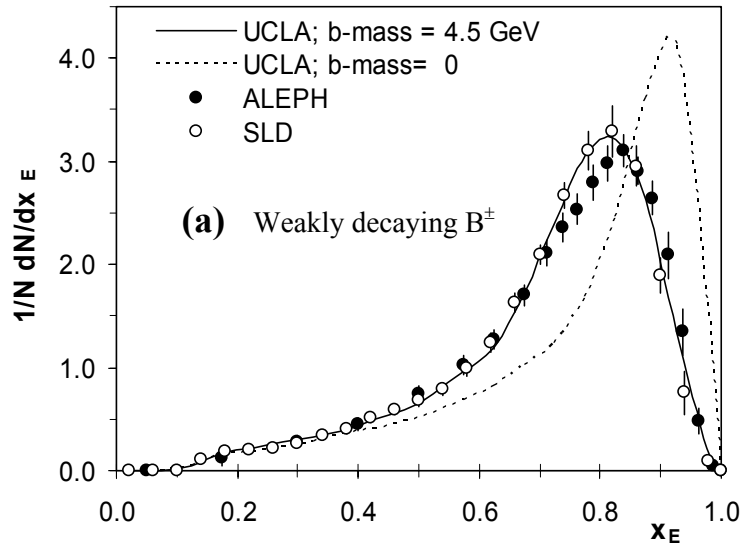 UCLA; b-mass = 4.5 GeV
UCLA; b-mass= 0
ALEPH
SLD
(a) Weakly decaying B±
1/N dN/dx E
4.0
3.0
2.0
1.0
0.0
0.0 0.2 0.4 0.6 0.8 1.0
x E